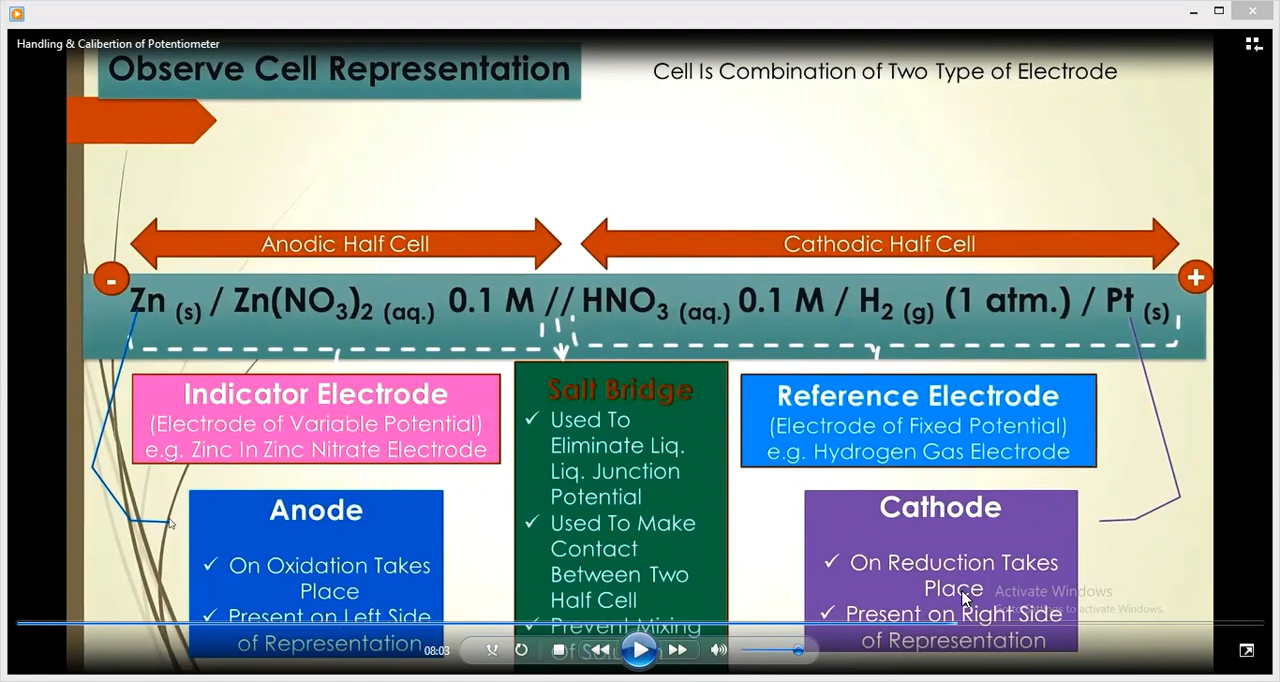 Handling & Calibertion of Potentiometer
Observe Cell Representation
Cell Is Combination of Two Type of Electrode
Anodic Half Cell
Cathodic Half Cell
-
+
Zn (s) / Zn(NO₃)₂ (aq.) 0.1 M // HNO₃ (aq.) 0.1 M / H₂ (g) (1 atm.) / Pt (s)
Indicator Electrode
(Electrode of Variable Potential)
e.g. Zinc In Zinc Nitrate Electrode
Salt Bridge
✓ Used To
Eliminate Liq.
Liq. Junction
Potential
✓ Used To Make
Contact
Between Two
Half Cell
✓ Prevent Mixing
Of
Reference Electrode
(Electrode of Fixed Potential)
e.g. Hydrogen Gas Electrode
Anode
✓ On Oxidation Takes
Place
✓ Present on Left Side
of Representation
Cathode
✓ On Reduction Takes
Place
✓ Present on Right Side
of Representation
Activate Windows
to activate Windows.
08:03